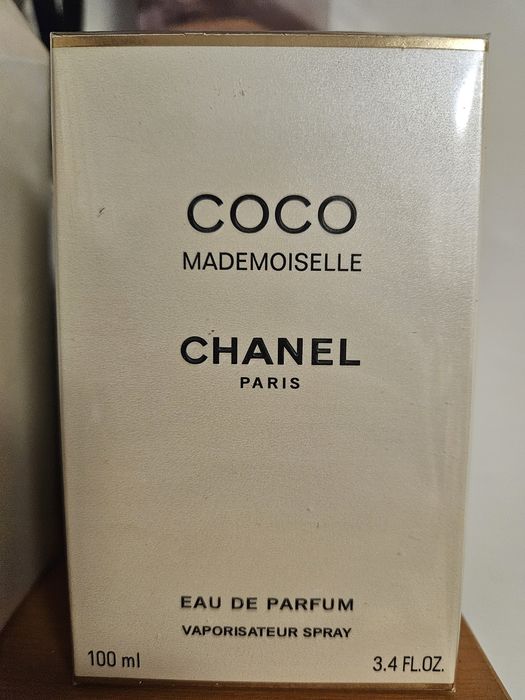 COCO
MADEMOISELLE
CHANEL
PARIS
EAU DE PARFUM
VAPORISATEUR SPRAY
100 ml 3.4 FL.OZ.